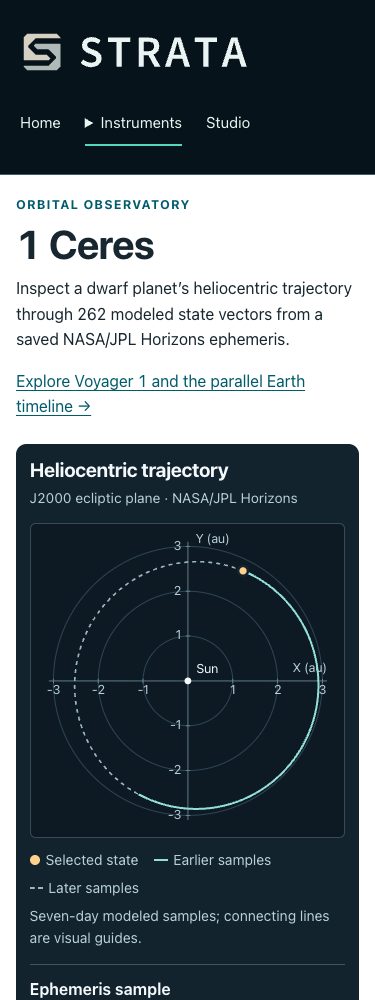 STRATA
Home ▶ Instruments Studio
ORBITAL OBSERVATORY
1 Ceres
Inspect a dwarf planet’s heliocentric trajectory
through 262 modeled state vectors from a
saved NASA/JPL Horizons ephemeris.
Explore Voyager 1 and the parallel Earth
timeline →
Heliocentric trajectory
J2000 ecliptic plane · NASA/JPL Horizons
Y (au)
3
2
1
Sun
X (au)
-3 -2 -1 1 2 3
-1
-2
-3
Selected state Earlier samples
Later samples
Seven-day modeled samples; connecting lines
are visual guides.
Ephemeris sample